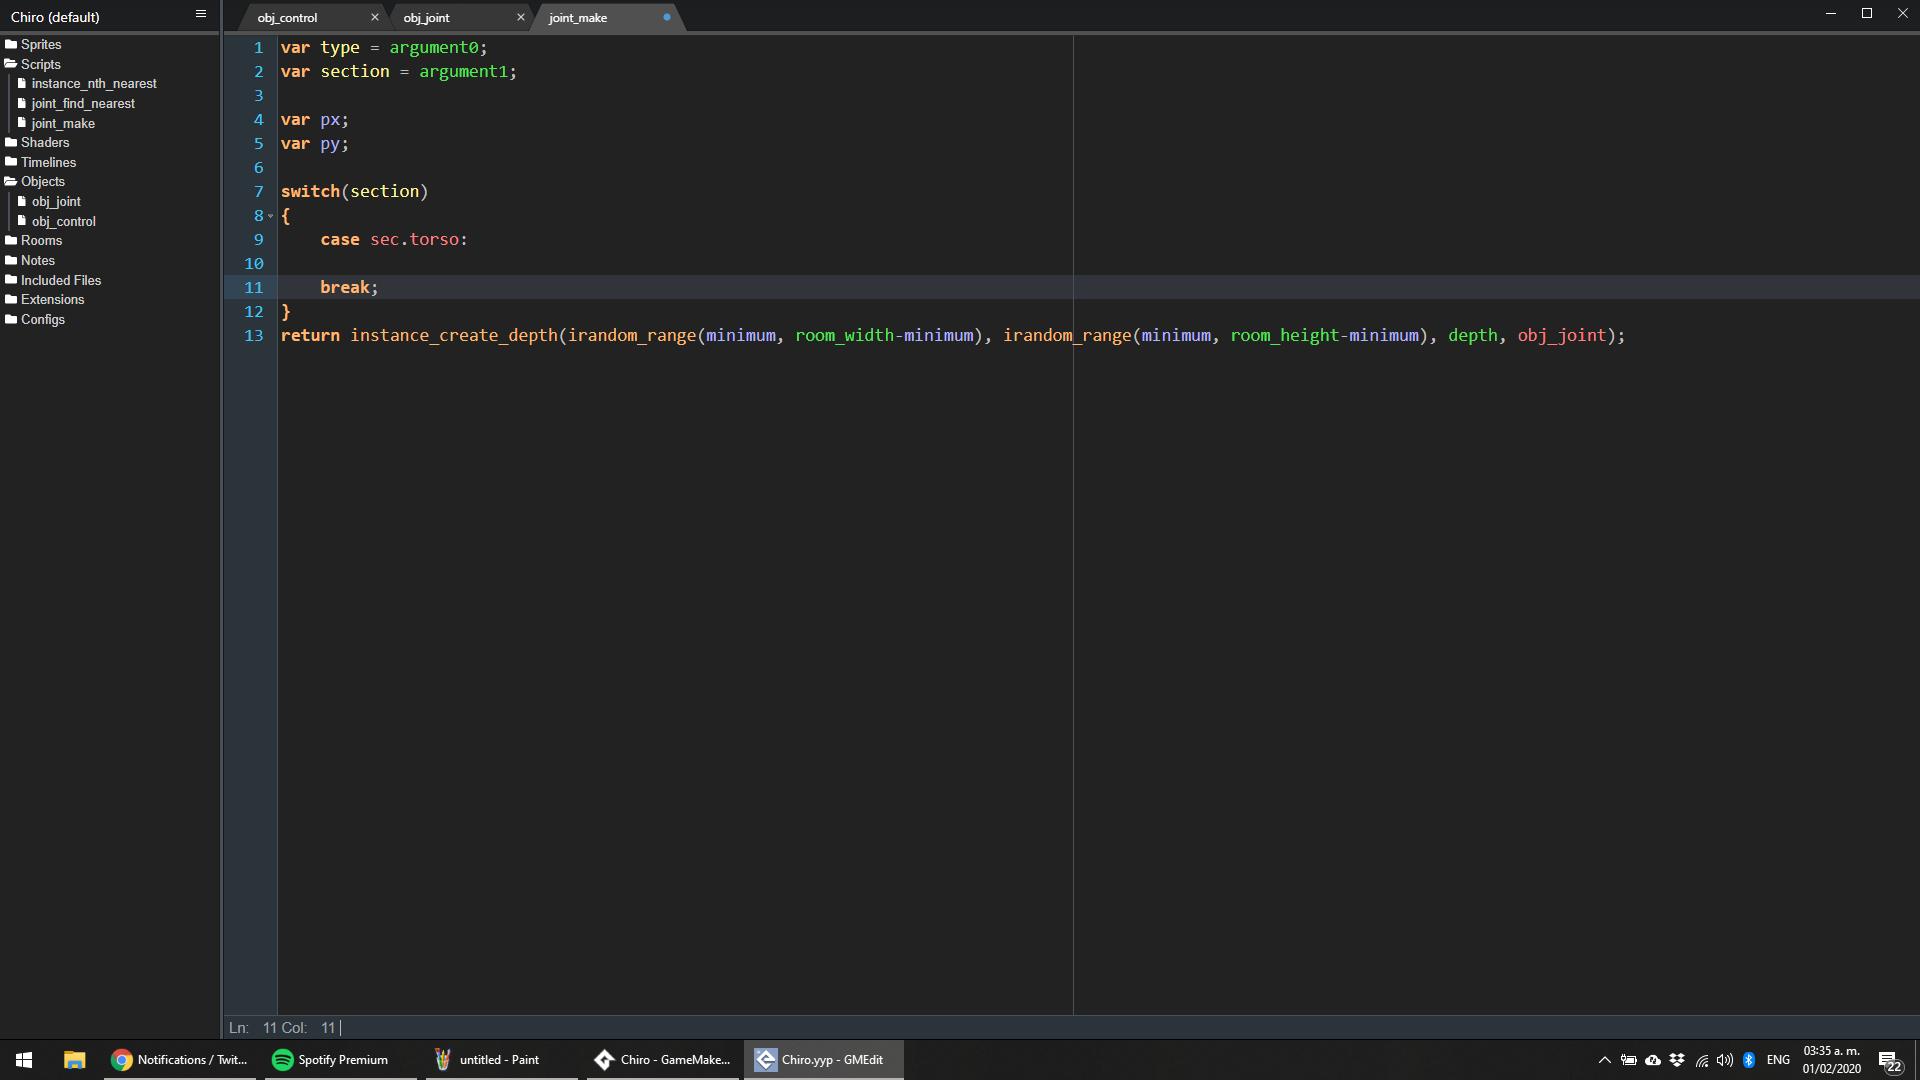 Chiro (default)
Sprites
Scripts
instance_nth_nearest
joint_find_nearest
joint_make
Shaders
Timelines
Objects
obj_joint
obj_control
Rooms
Notes
Included Files
Extensions
Configs
obj_control × obj_joint × joint_make
1 var type = argument0;
2 var section = argument1;
3
4 var px;
5 var py;
6
7 switch(section)
8 {
9 case sec.torso:
10
11 break;
12 }
13 return instance_create_depth(irandom_range(minimum, room_width-minimum), irandom_range(minimum, room_height-minimum), depth, obj_joint);
Ln: 11 Col: 11
Notifications / Twit... Spotify Premium untitled - Paint Chiro - GameMake... Chiro.yyp - GMEdit ENG 03:35 a. m.
01/02/2020 22